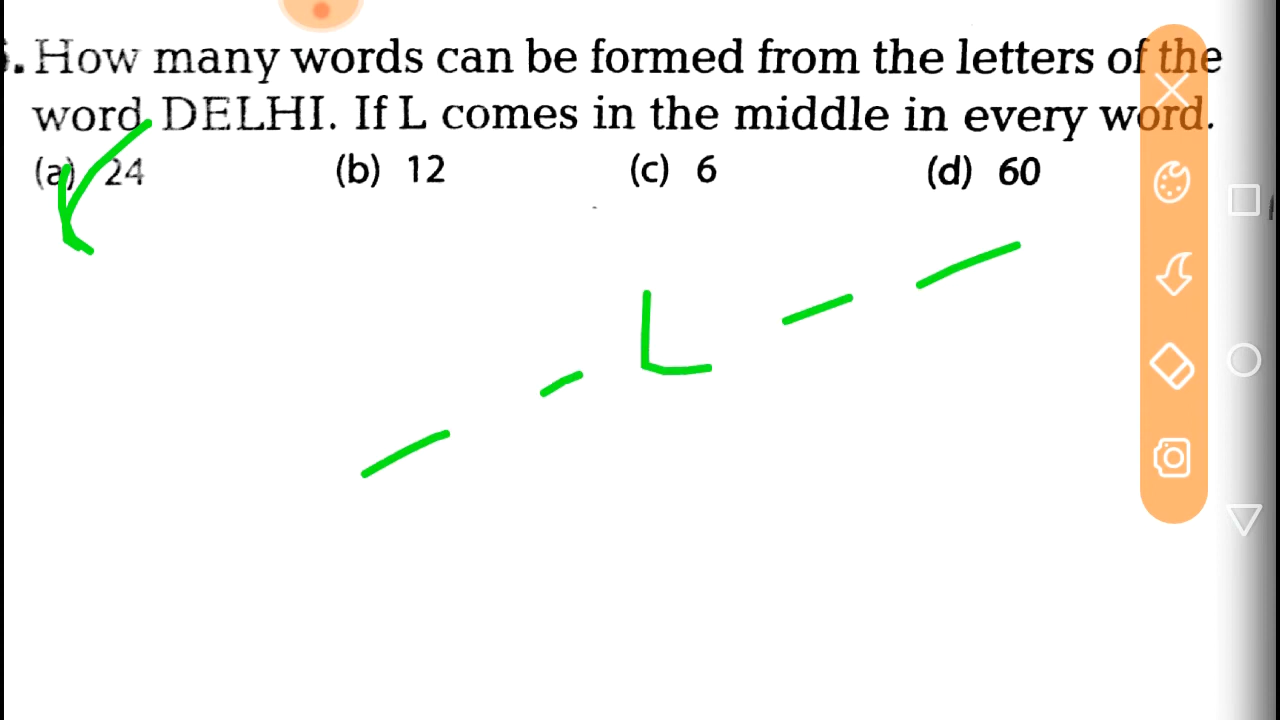 . How many words can be formed from the letters of the
word DELHI. If L comes in the middle in every word.
(a) 24 (b) 12 (c) 6 (d) 60
L